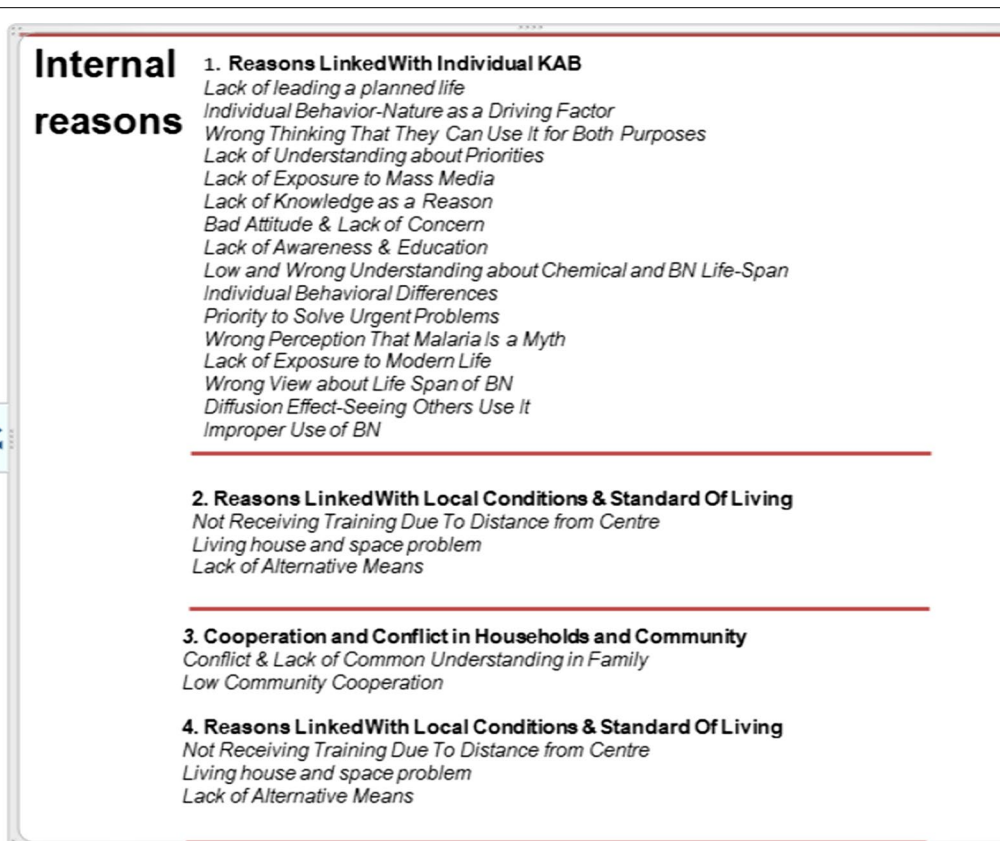 Internal
reasons
1. Reasons Linked With Individual KAB
Lack of leading a planned life
Individual Behavior-Nature as a Driving Factor
Wrong Thinking That They Can Use It for Both Purposes
Lack of Understanding about Priorities
Lack of Exposure to Mass Media
Lack of Knowledge as a Reason
Bad Attitude & Lack of Concern
Lack of Awareness & Education
Low and Wrong Understanding about Chemical and BN Life-Span
Individual Behavioral Differences
Priority to Solve Urgent Problems
Wrong Perception That Malaria Is a Myth
Lack of Exposure to Modern Life
Wrong View about Life Span of BN
Diffusion Effect-Seeing Others Use It
Improper Use of BN
2. Reasons Linked With Local Conditions & Standard Of Living
Not Receiving Training Due To Distance from Centre
Living house and space problem
Lack of Alternative Means
3. Cooperation and Conflict in Households and Community
Conflict & Lack of Common Understanding in Family
Low Community Cooperation
4. Reasons Linked With Local Conditions & Standard Of Living
Not Receiving Training Due To Distance from Centre
Living house and space problem
Lack of Alternative Means